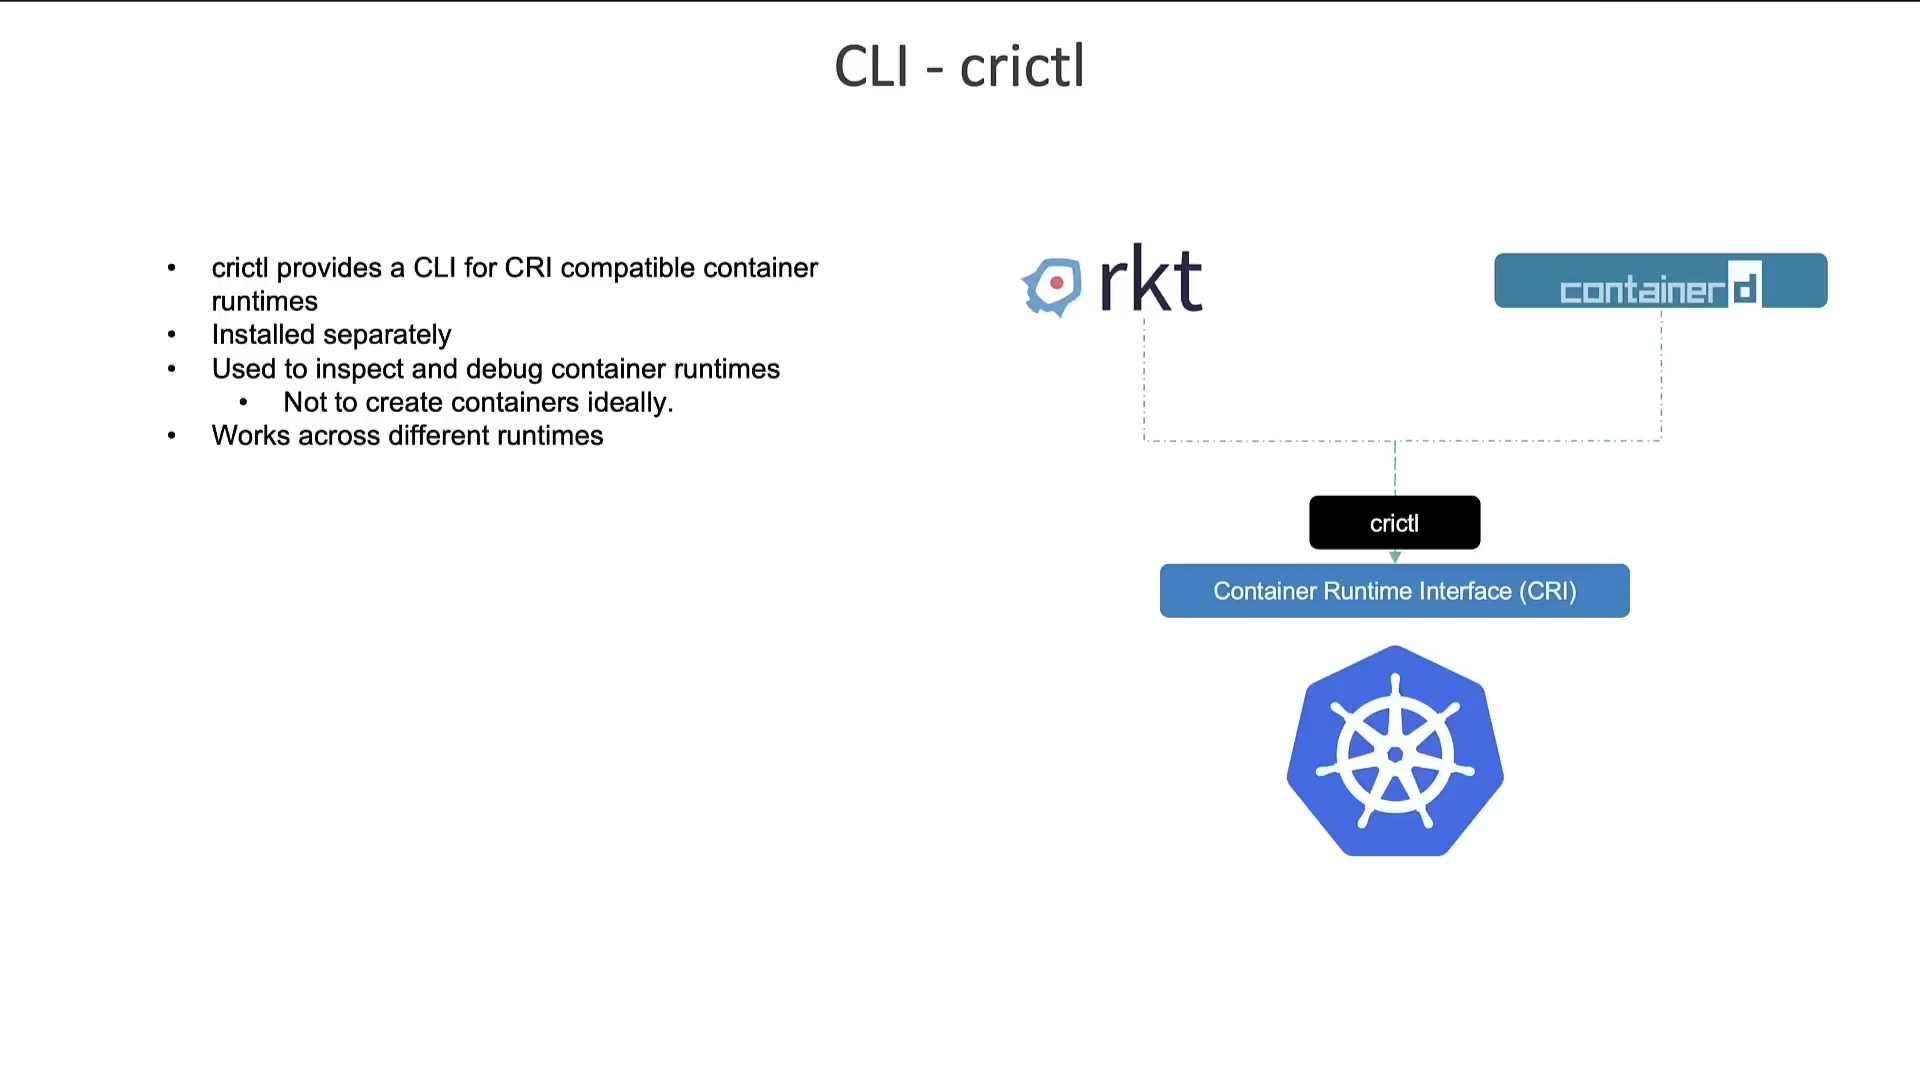 CLI - crictl
• crictl provides a CLI for CRI compatible container
runtimes
• Installed separately
• Used to inspect and debug container runtimes
• Not to create containers ideally.
• Works across different runtimes
rkt
containerd
crictl
Container Runtime Interface (CRI)